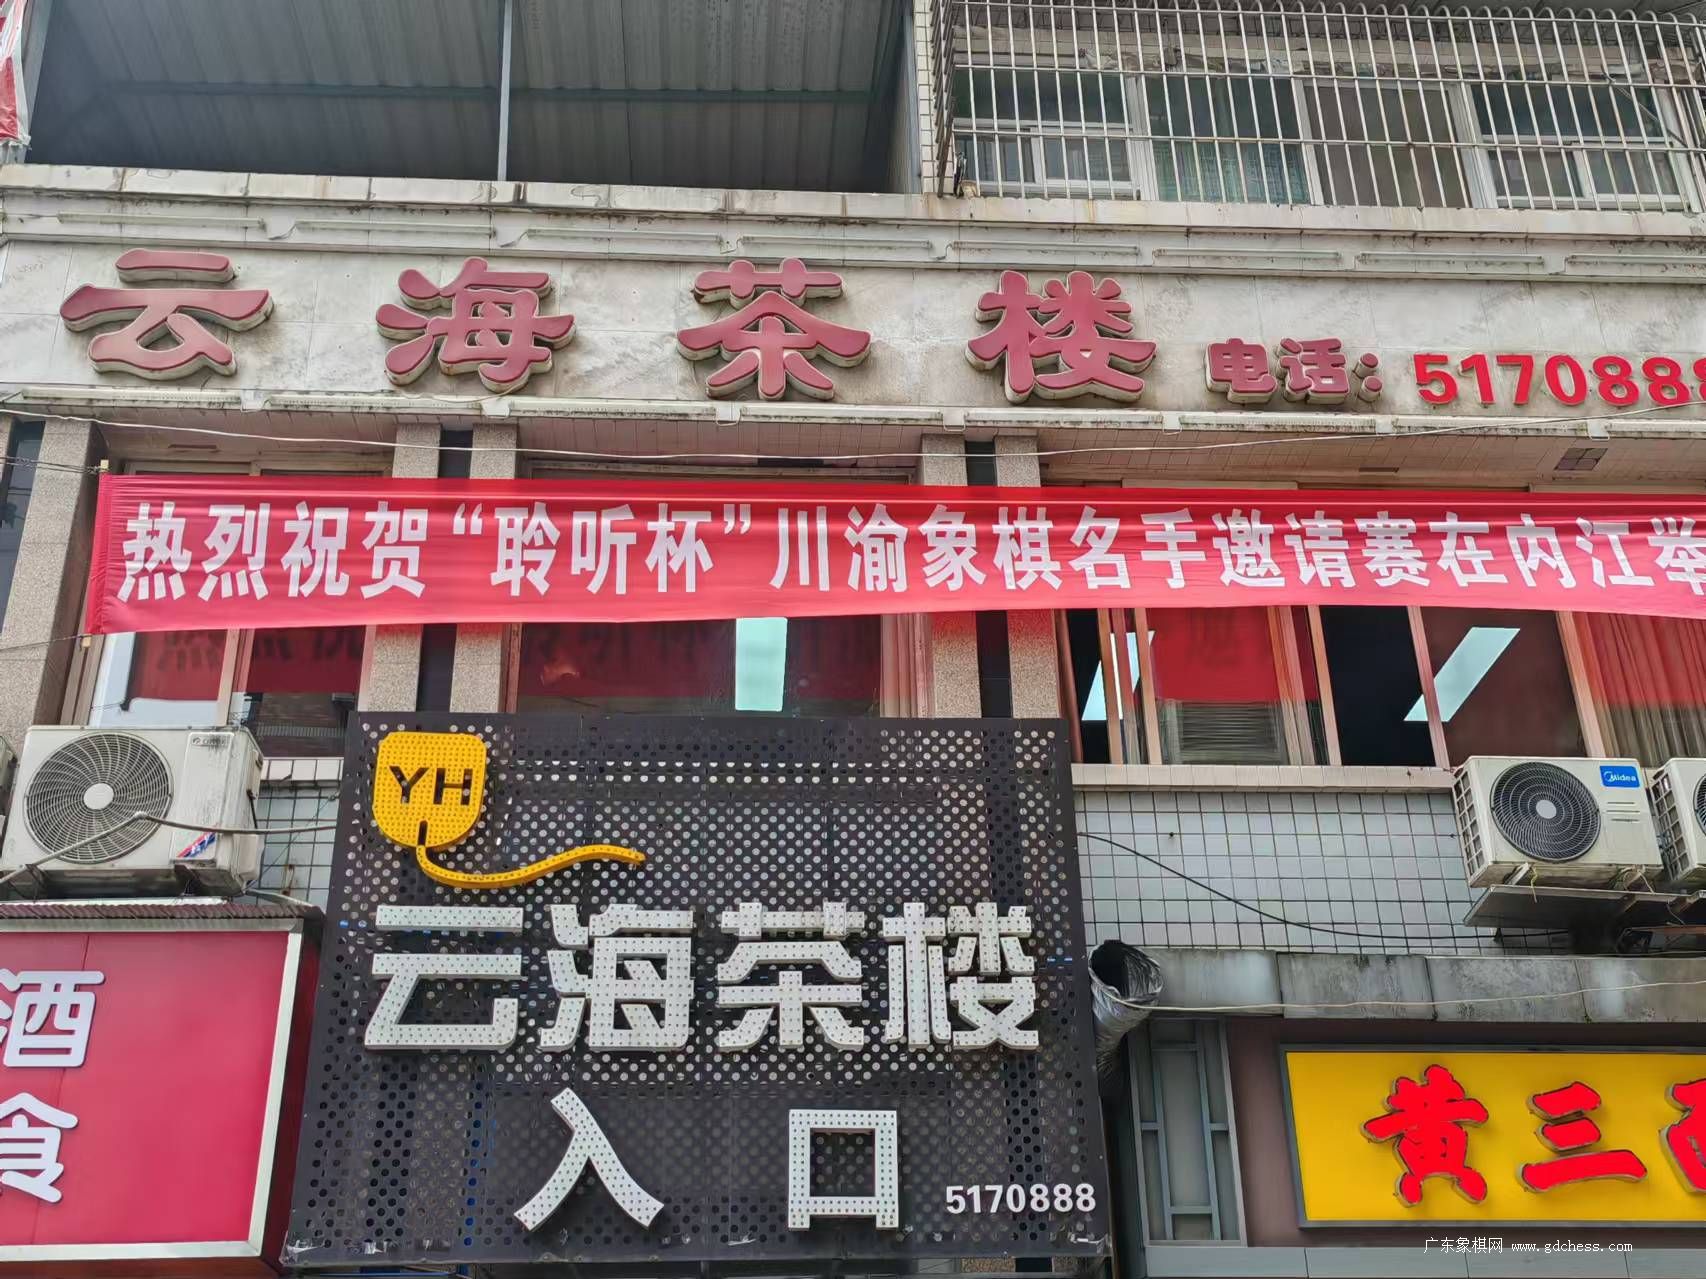 云海茶楼 电话：5170888
热烈祝贺“聆听杯”川渝象棋名手邀请赛在内江举
YH
Midea
云海茶楼
入口
5170888
酒
食
黄三
广东象棋网 www.gdchess.com